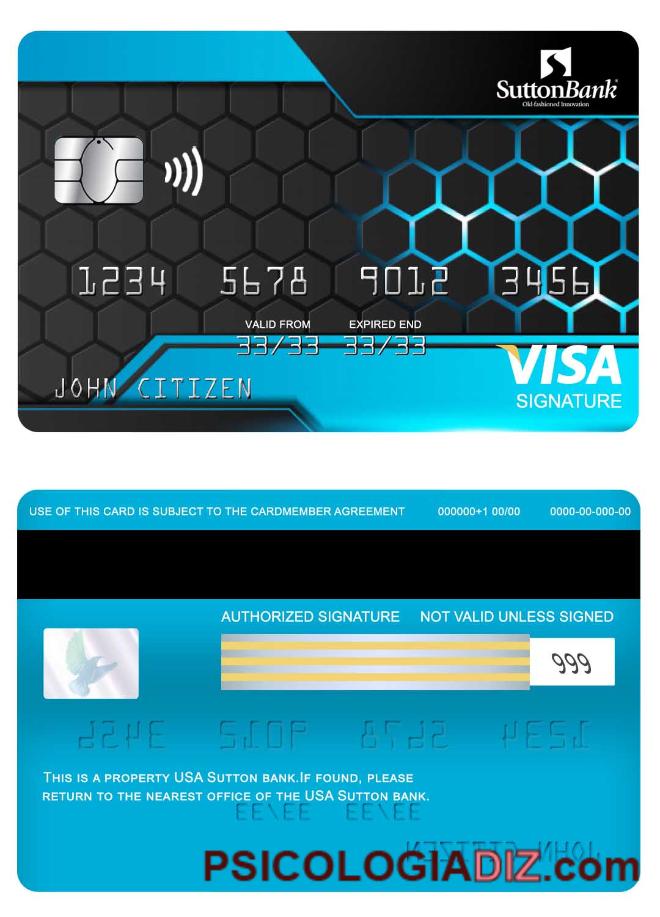 SuttonBank
Old-fashioned Innovation
1234 5678 9012 3456
VALID FROM EXPIRED END
33/33 33/33
JOHN CITIZEN
VISA
SIGNATURE
USE OF THIS CARD IS SUBJECT TO THE CARDMEMBER AGREEMENT 000000+1 00/00 0000-00-000-00
AUTHORIZED SIGNATURE NOT VALID UNLESS SIGNED
999
THIS IS A PROPERTY USA SUTTON BANK.IF FOUND, PLEASE
RETURN TO THE NEAREST OFFICE OF THE USA SUTTON BANK.
PSICOLOGIADIZ.com